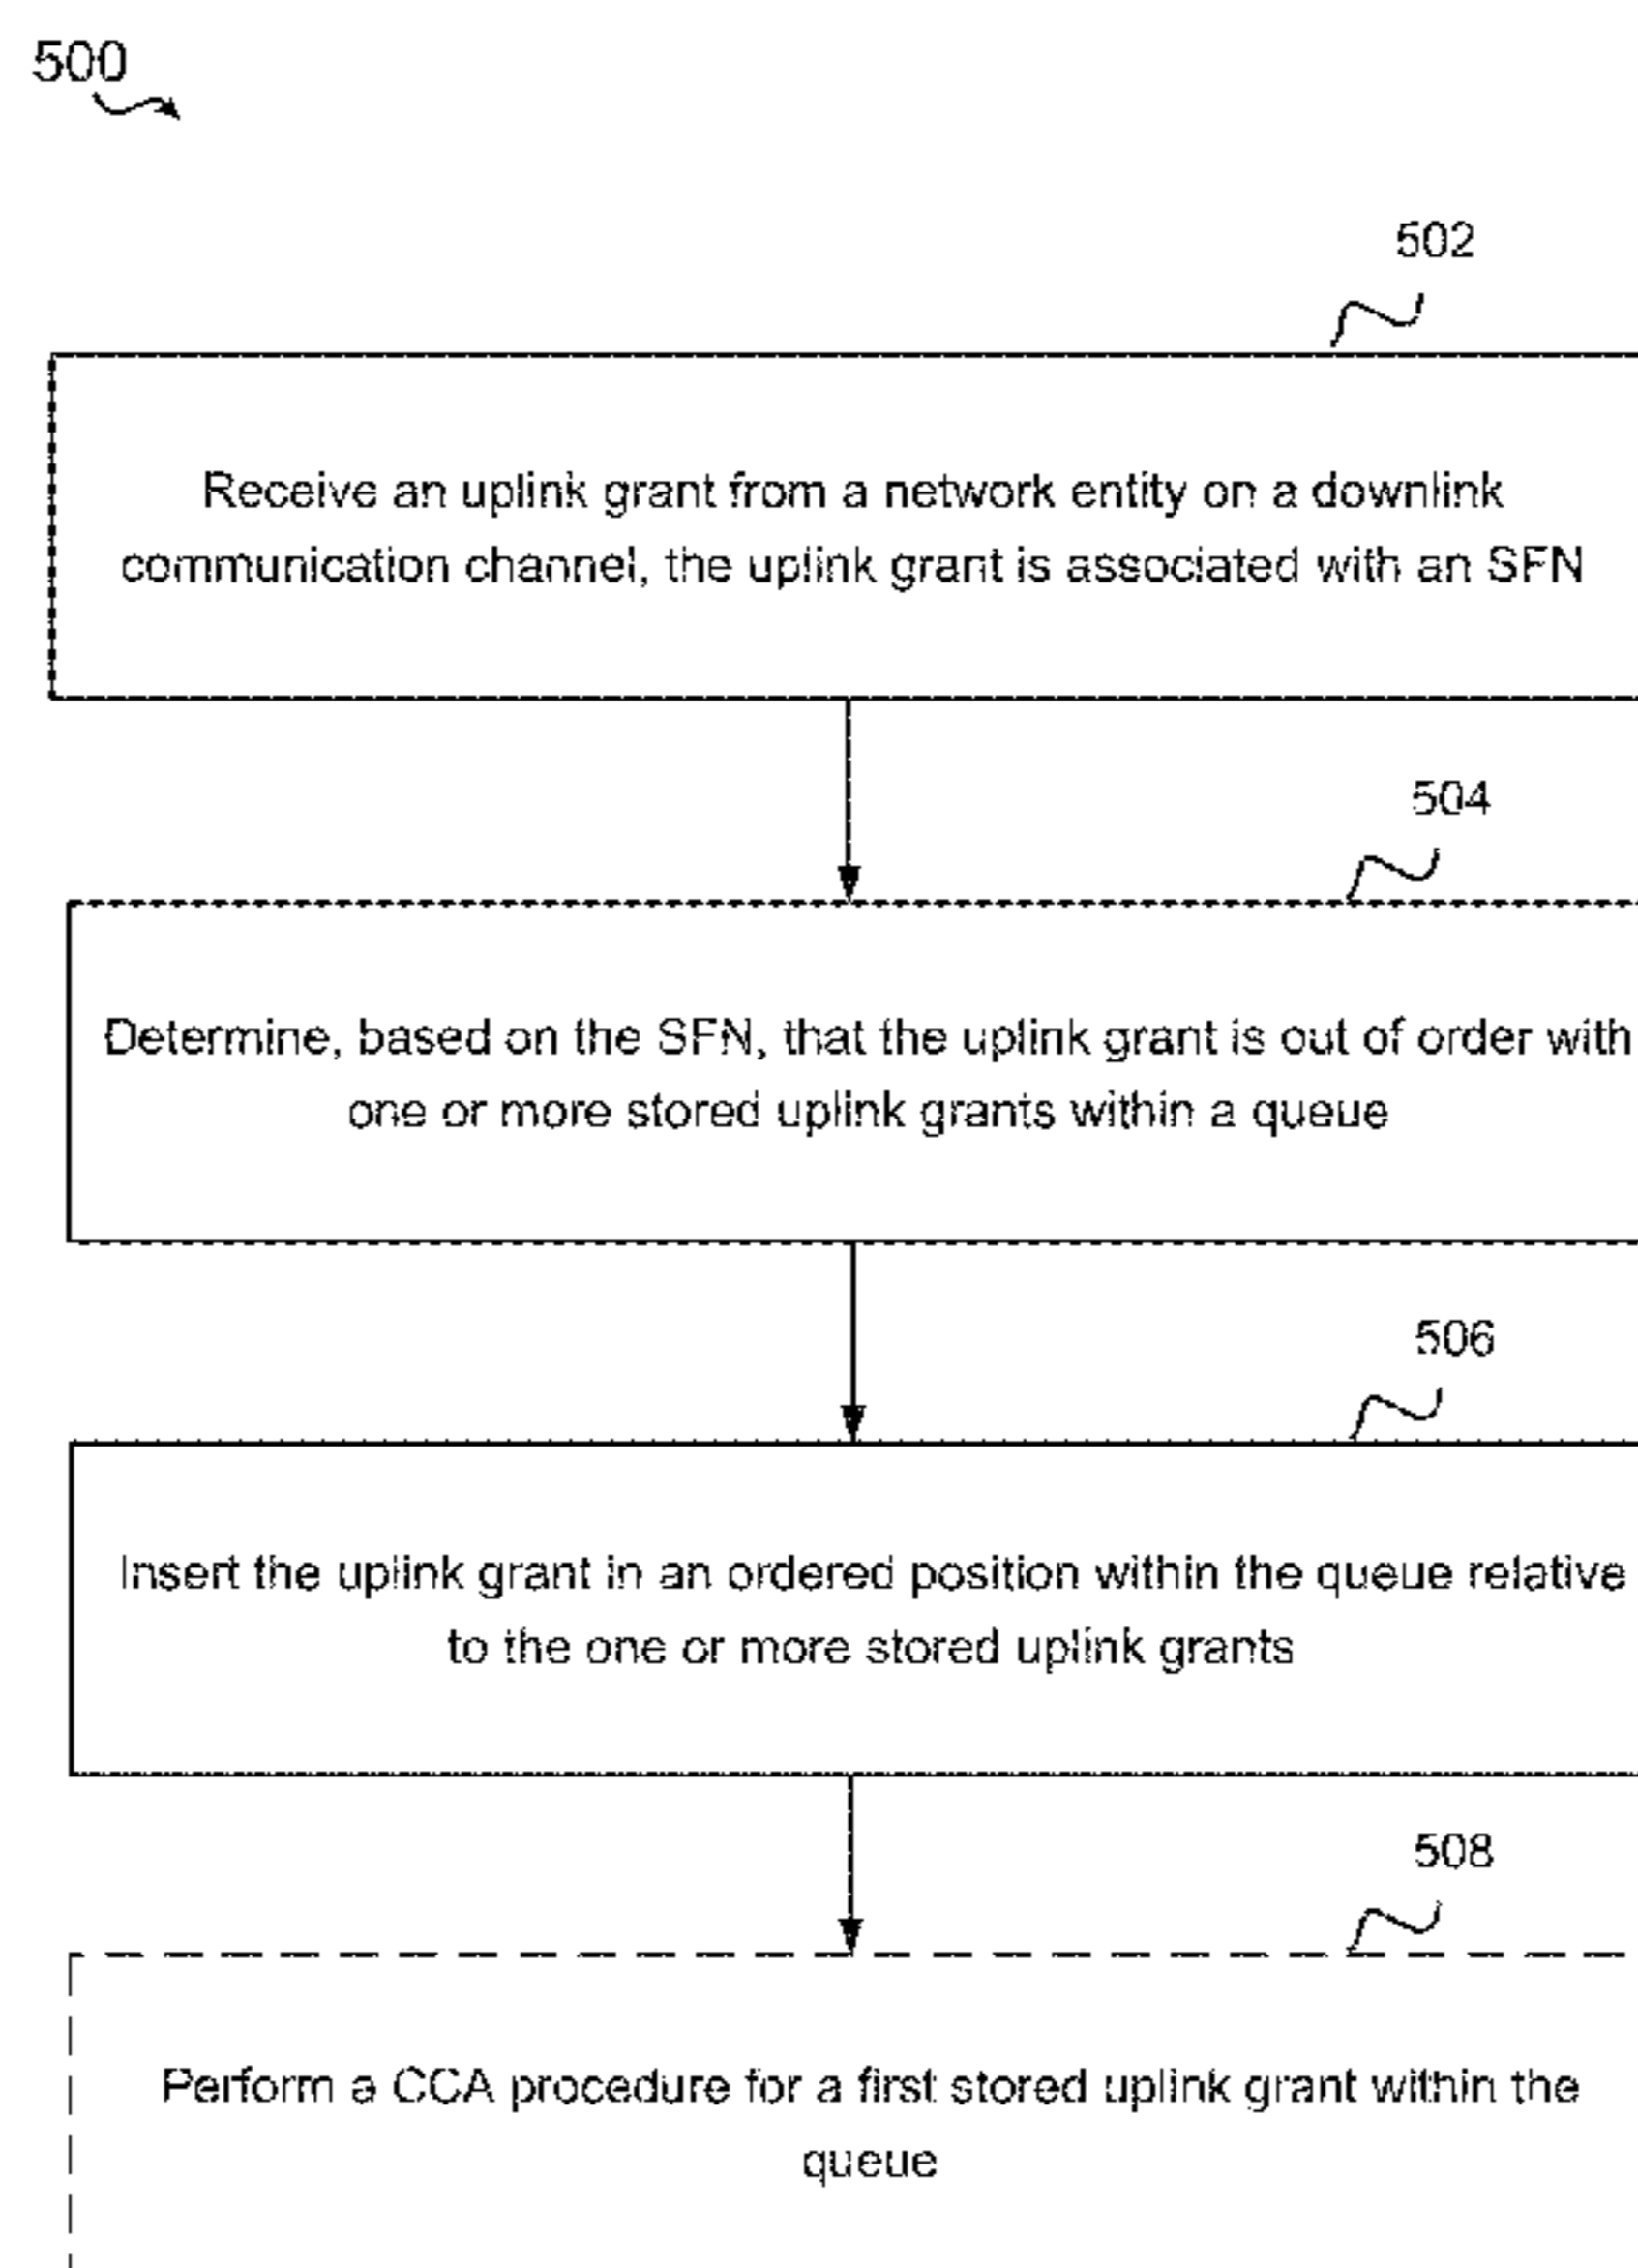 500
502
Receive an uplink grant from a network entity on a downlink
communication channel, the uplink grant is associated with an SFN
504
Determine, based on the SFN, that the uplink grant is out of order with
one or more stored uplink grants within a queue
506
Insert the uplink grant in an ordered position within the queue relative
to the one or more stored uplink grants
508
Perform a CCA procedure for a first stored uplink grant within the
queue